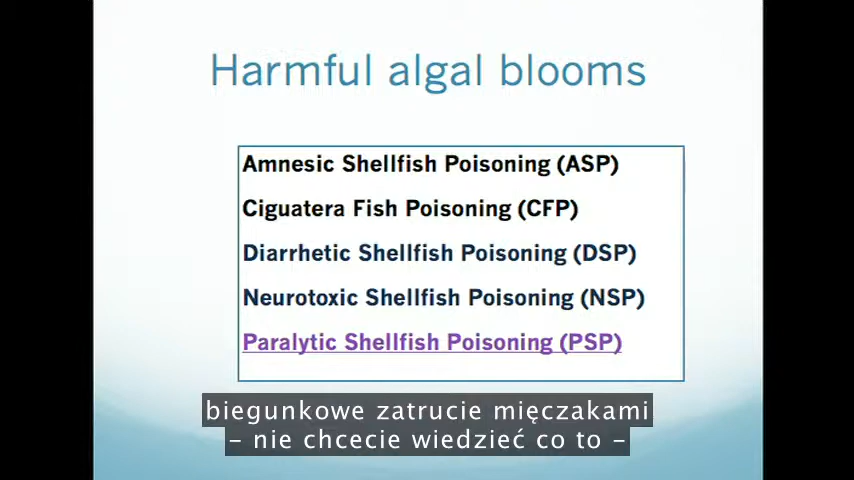 Harmful algal blooms
Amnesic Shellfish Poisoning (ASP)
Ciguatera Fish Poisoning (CFP)
Diarrhetic Shellfish Poisoning (DSP)
Neurotoxic Shellfish Poisoning (NSP)
Paralytic Shellfish Poisoning (PSP)
biegunkowe zatrucie mięczakami
– nie chcecie wiedzieć co to –